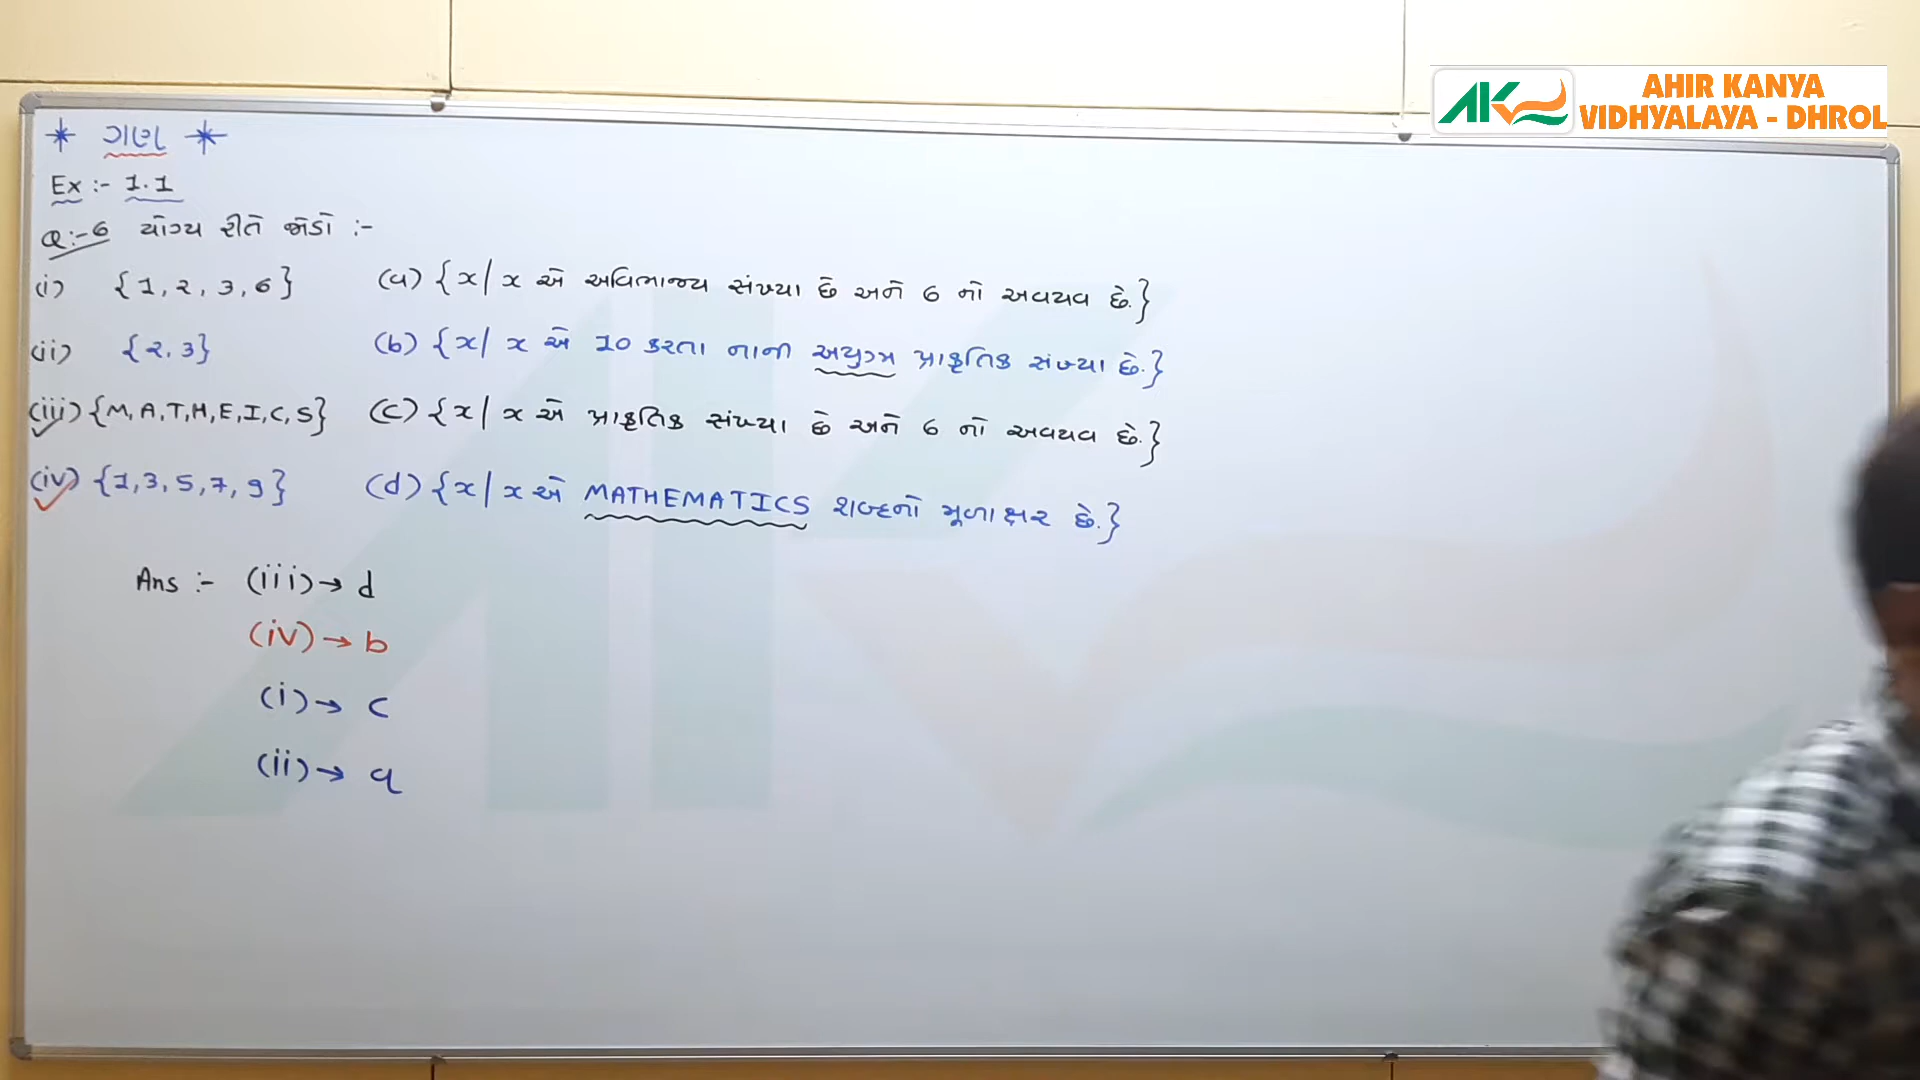 AHIR KANYA
VIDHYALAYA - DHROL
* ગણ *
Ex :- 1.1
Q:-6 યોગ્ય રીતે જોડો :-
(i) {1, 2, 3, 6} (a) {x | x એ અવિભાજ્ય સંખ્યા છે અને 6 નો અવયવ છે.}
(ii) {2, 3} (b) {x | x એ 10 કરતા નાની અયુગ્મ પ્રાકૃતિક સંખ્યા છે.}
(iii) {M, A, T, H, E, I, C, S} (c) {x | x એ પ્રાકૃતિક સંખ્યા છે અને 6 નો અવયવ છે.}
(iv) {1, 3, 5, 7, 9} (d) {x | x એ MATHEMATICS શબ્દનો મૂળાક્ષર છે.}
Ans :- (iii) → d
(iv) → b
(i) → c
(ii) → a